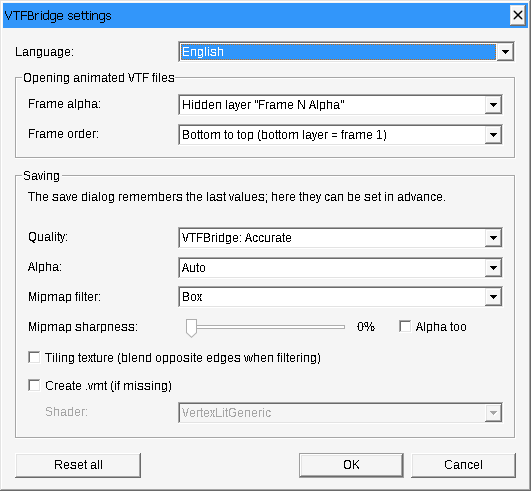 VTFBridge settings
Language: English
Opening animated VTF files
Frame alpha: Hidden layer "Frame N Alpha"
Frame order: Bottom to top (bottom layer = frame 1)
Saving
The save dialog remembers the last values; here they can be set in advance.
Quality: VTFBridge: Accurate
Alpha: Auto
Mipmap filter: Box
Mipmap sharpness: 0% Alpha too
Tiling texture (blend opposite edges when filtering)
Create .vmt (if missing)
Shader: VertexLitGeneric
Reset all OK Cancel